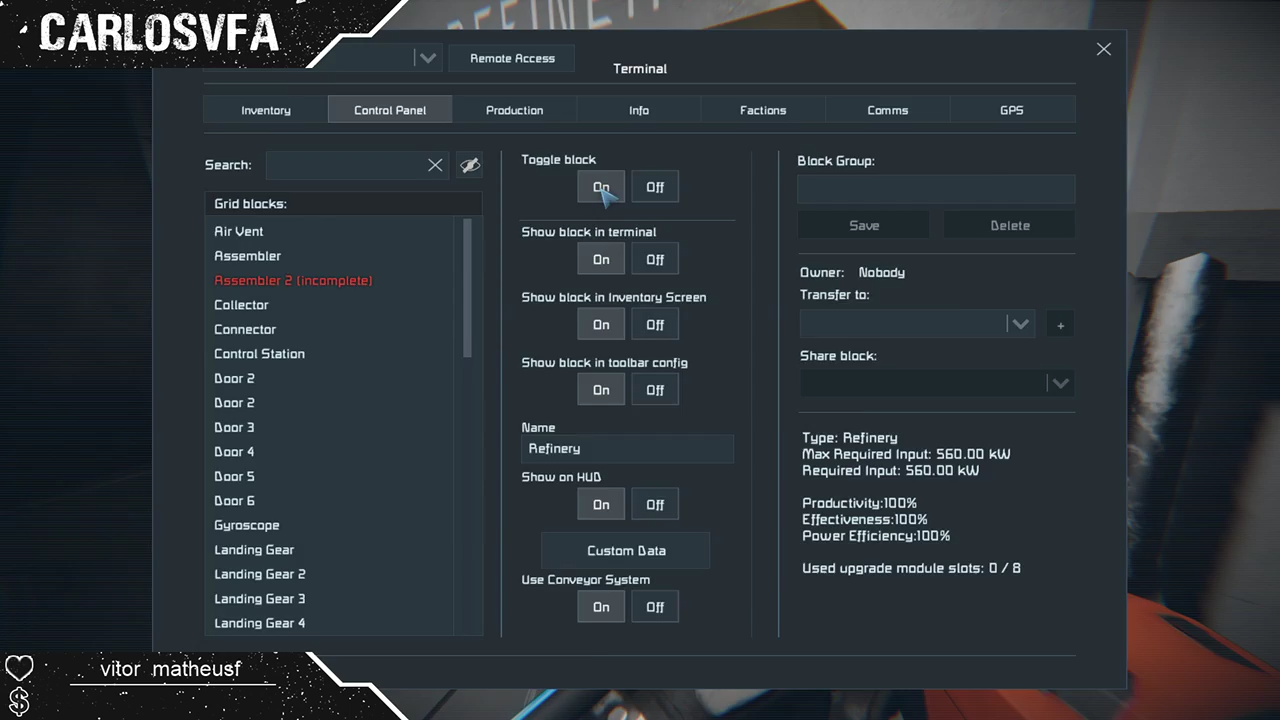 CARLOSVFA
Remote Access
Terminal
Inventory
Control Panel
Production
Info
Factions
Comms
GPS
Search:
Grid blocks:
Air Vent
Assembler
Assembler 2 (incomplete)
Collector
Connector
Control Station
Door 2
Door 2
Door 3
Door 4
Door 5
Door 6
Gyroscope
Landing Gear
Landing Gear 2
Landing Gear 3
Landing Gear 4
Toggle block
On Off
Show block in terminal
On Off
Show block in Inventory Screen
On Off
Show block in toolbar config
On Off
Name
Refinery
Show on HUD
On Off
Custom Data
Use Conveyor System
On Off
Block Group:
Save Delete
Owner: Nobody
Transfer to:
+
Share block:
Type: Refinery
Max Required Input: 560.00 kW
Required Input: 560.00 kW
Productivity:100%
Effectiveness:100%
Power Efficiency:100%
Used upgrade module slots: 0 / 8
vitor matheusf
$